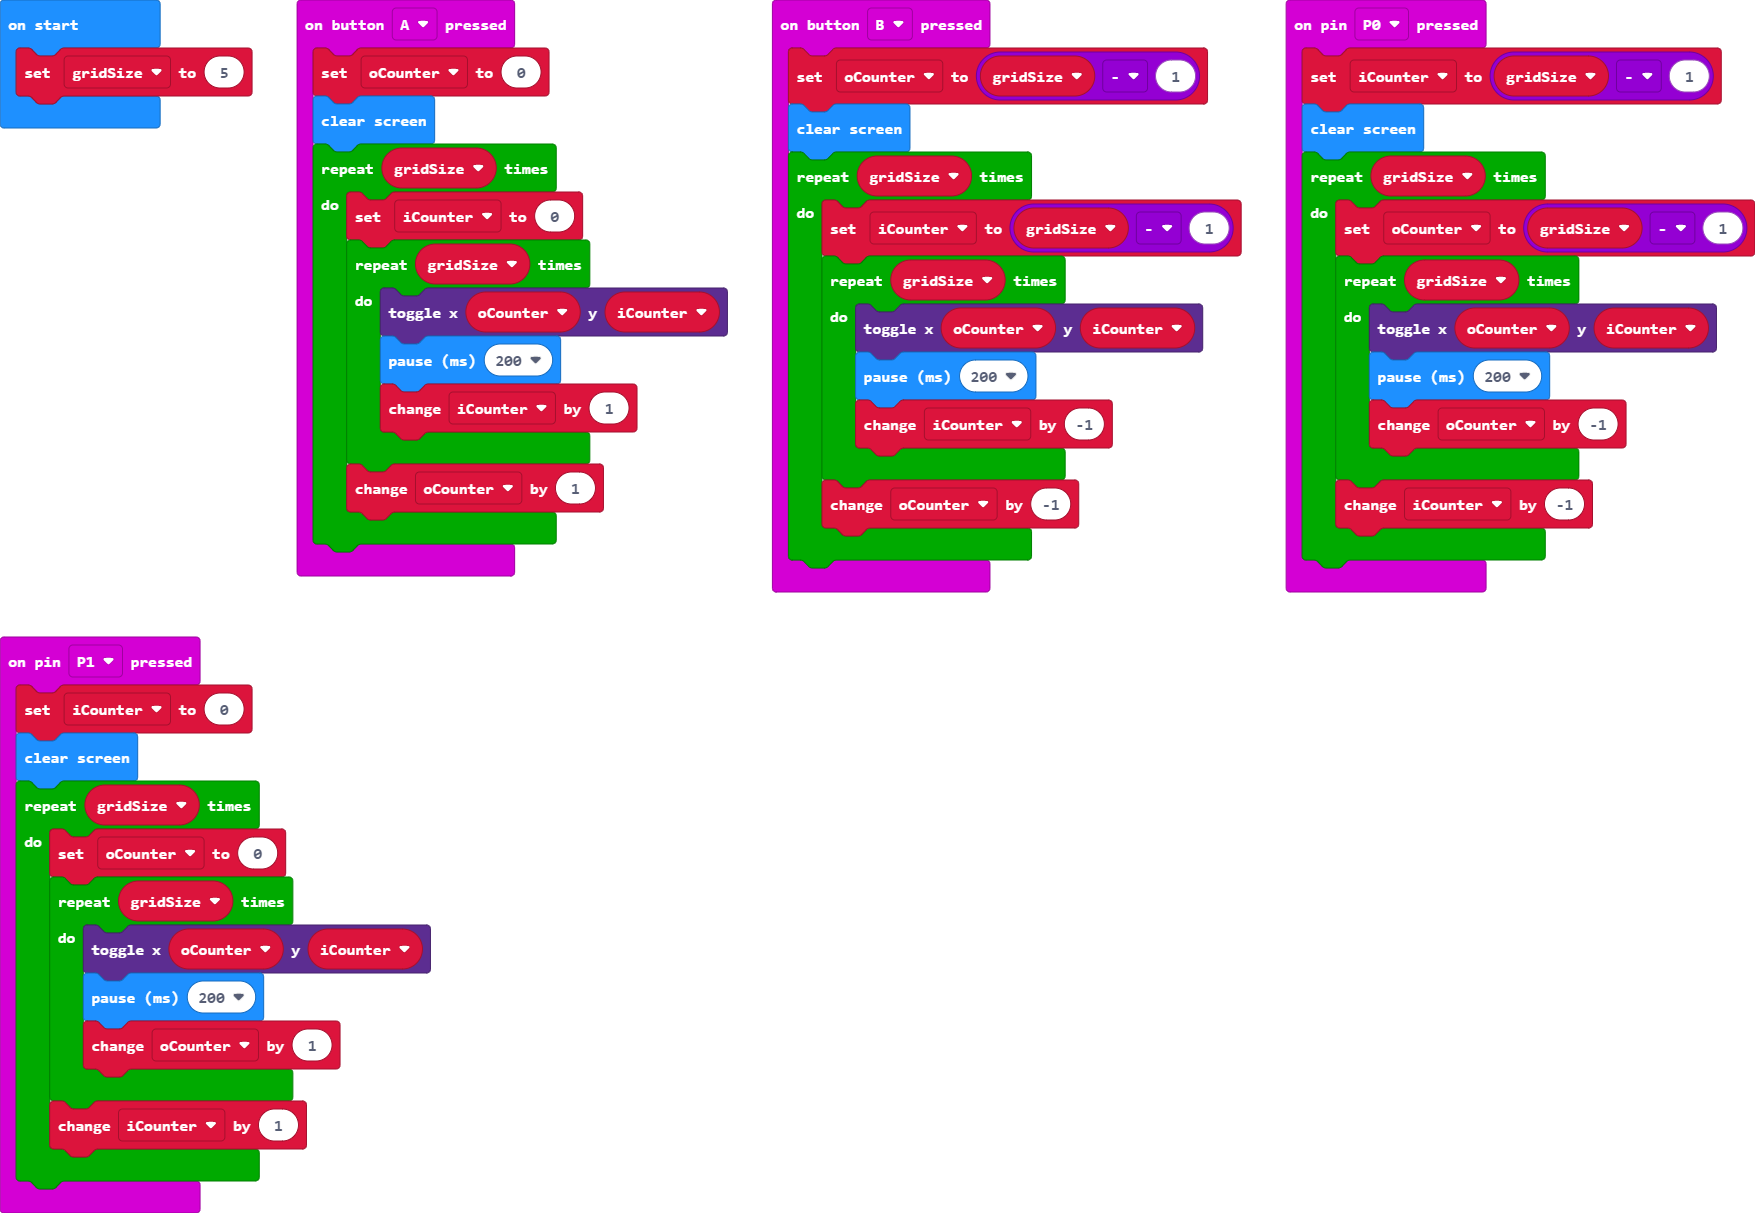 on start
set gridSize to 5
on button A pressed
set oCounter to 0
clear screen
repeat gridSize times
do
set iCounter to 0
repeat gridSize times
do
toggle x oCounter y iCounter
pause (ms) 200
change iCounter by 1
change oCounter by 1
on button B pressed
set oCounter to gridSize - 1
clear screen
repeat gridSize times
do
set iCounter to gridSize - 1
repeat gridSize times
do
toggle x oCounter y iCounter
pause (ms) 200
change iCounter by -1
change oCounter by -1
on pin P0 pressed
set iCounter to gridSize - 1
clear screen
repeat gridSize times
do
set oCounter to gridSize - 1
repeat gridSize times
do
toggle x oCounter y iCounter
pause (ms) 200
change oCounter by -1
change iCounter by -1
on pin P1 pressed
set iCounter to 0
clear screen
repeat gridSize times
do
set oCounter to 0
repeat gridSize times
do
toggle x oCounter y iCounter
pause (ms) 200
change oCounter by 1
change iCounter by 1